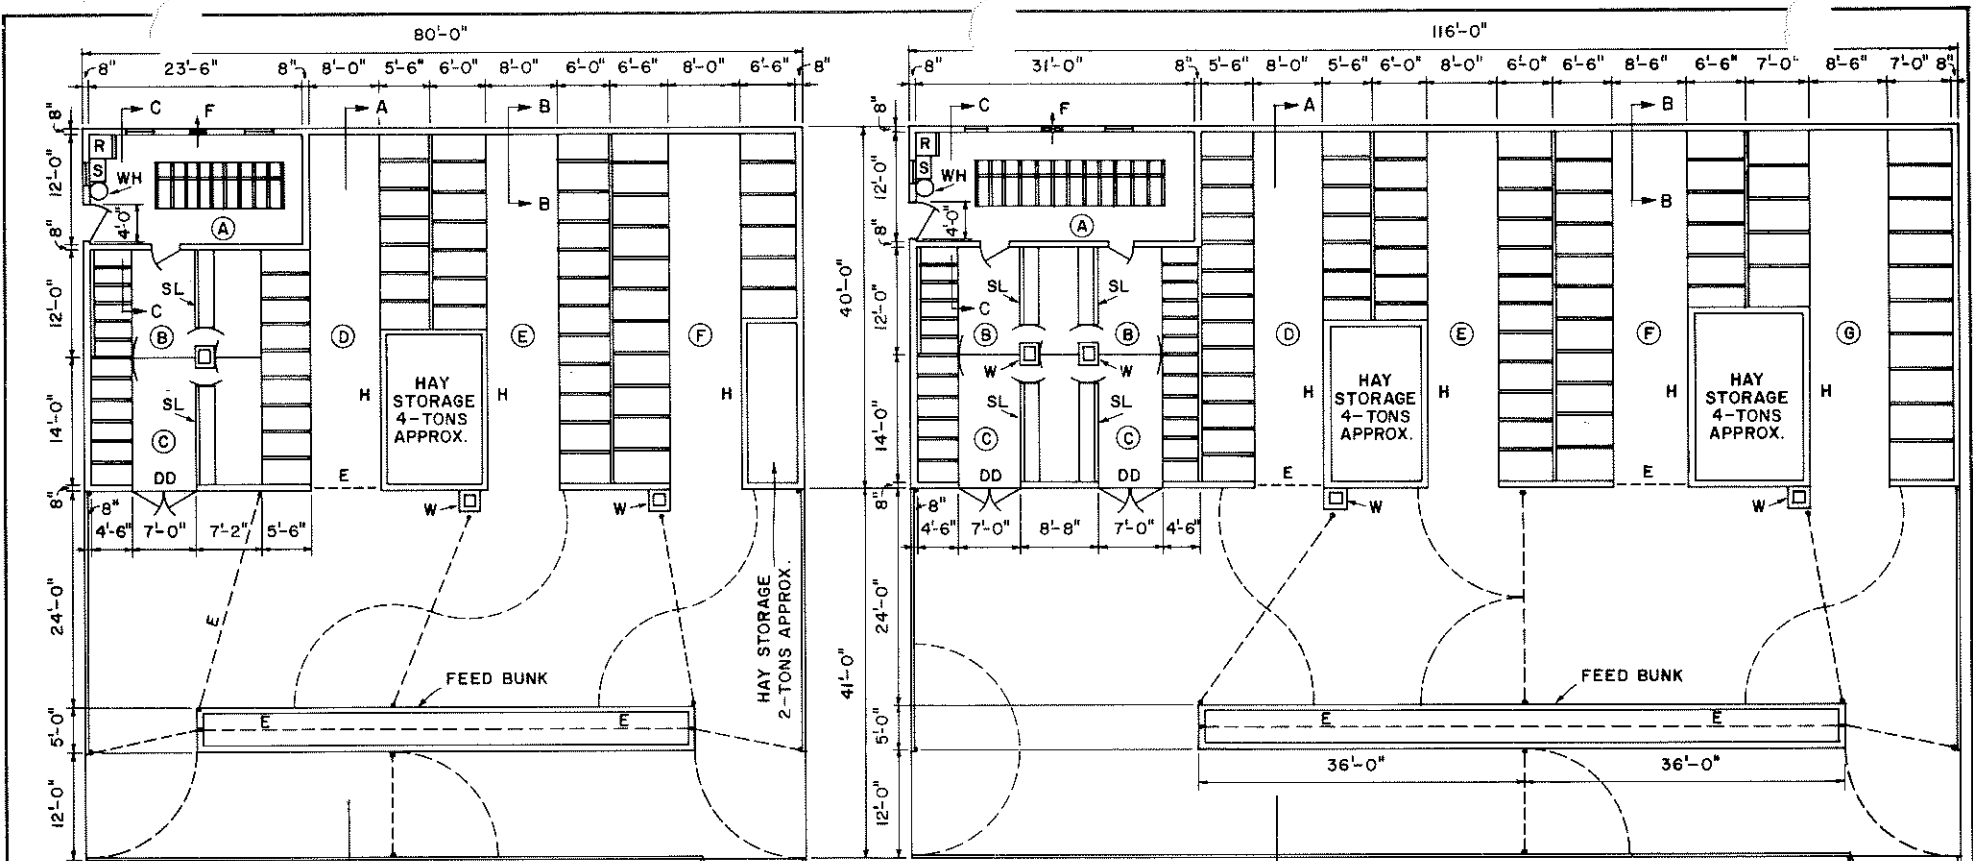 80'-0"
8" 23'-6" 8" 8'-0" 5'-6" 6'-0" 8'-0" 6'-0" 6'-6" 8'-0" 6'-6" 8"
C F A B
8"
12'-0"
R
S
WH
4'-0"
A
B
8"
12'-0"
SL
C
B
D
E
F
14'-0"
SL
C
H
HAY
STORAGE
4-TONS
APPROX.
H
H
DD
E
8"
W
W
8"
4'-6" 7'-0" 7'-2" 5'-6"
24'-0"
E
HAY STORAGE
2-TONS APPROX.
FEED BUNK
5'-0"
E
E
12'-0"
40'-0"
41'-0"
116'-0"
8" 31'-0" 8" 5'-6" 8'-0" 5'-6" 6'-0" 8'-0" 6'-0" 6'-6" 8'-6" 6'-6" 7'-0" 8'-6" 7'-0" 8"
C F A B
8"
12'-0"
R
S
WH
4'-0"
A
B
8"
12'-0"
SL
SL
C
B
B
D
E
F
G
W
W
14'-0"
SL
SL
C
C
H
HAY
STORAGE
4-TONS
APPROX.
H
H
HAY
STORAGE
4-TONS
APPROX.
H
DD
DD
E
E
8"
W
W
8"
4'-6" 7'-0" 8'-8" 7'-0" 4'-6"
24'-0"
FEED BUNK
5'-0"
E
E
36'-0" 36'-0"
12'-0"